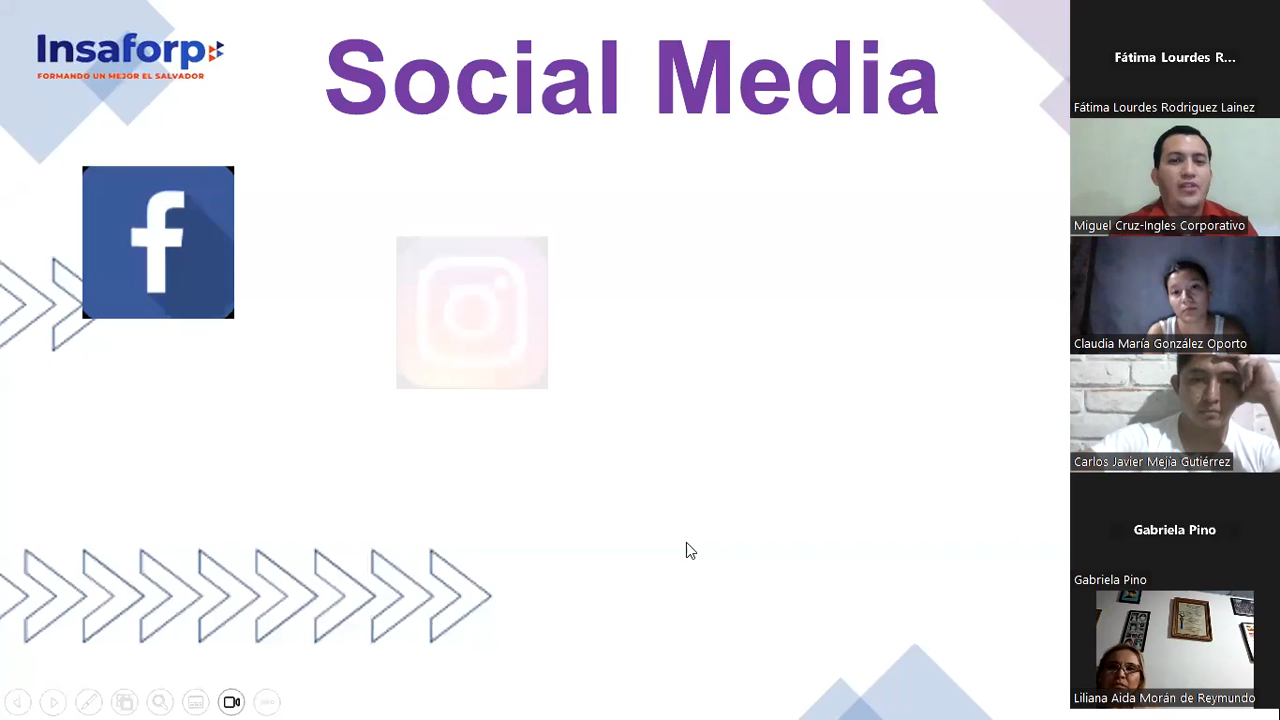 Insaforp
FORMANDO UN MEJOR EL SALVADOR
Social Media
f
Fátima Lourdes R...
Fátima Lourdes Rodriguez Lainez
Miguel Cruz-Ingles Corporativo
Claudia María González Oporto
Carlos Javier Mejía Gutiérrez
Gabriela Pino
Gabriela Pino
Liliana Aida Morán de Reymundo